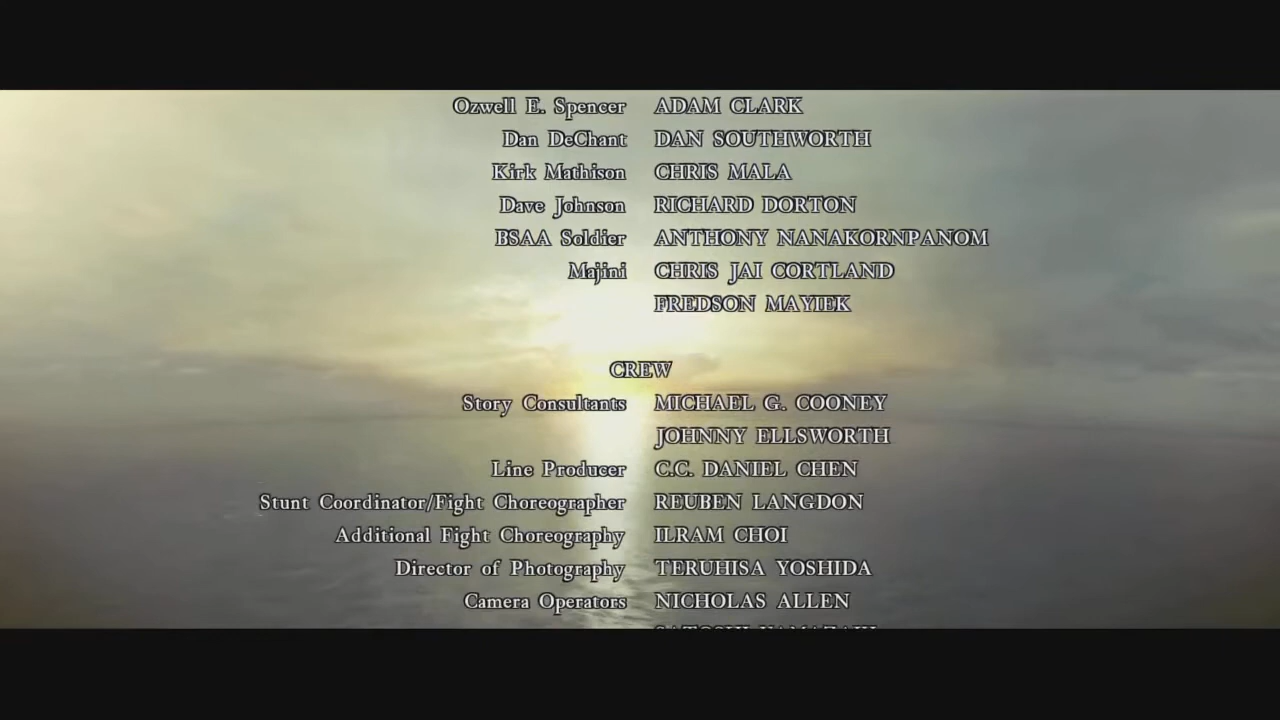 Ozwell E. Spencer ADAM CLARK
Dan DeChant DAN SOUTHWORTH
Kirk Mathison CHRIS MALA
Dave Johnson RICHARD DORTON
BSAA Soldier ANTHONY NANAKORNPANOM
Majini CHRIS JAI CORTLAND
FREDSON MAYIEK
CREW
Story Consultants MICHAEL G. COONEY
JOHNNY ELLSWORTH
Line Producer C.C. DANIEL CHEN
Stunt Coordinator/Fight Choreographer REUBEN LANGDON
Additional Fight Choreography ILRAM CHOI
Director of Photography TERUHISA YOSHIDA
Camera Operators NICHOLAS ALLEN